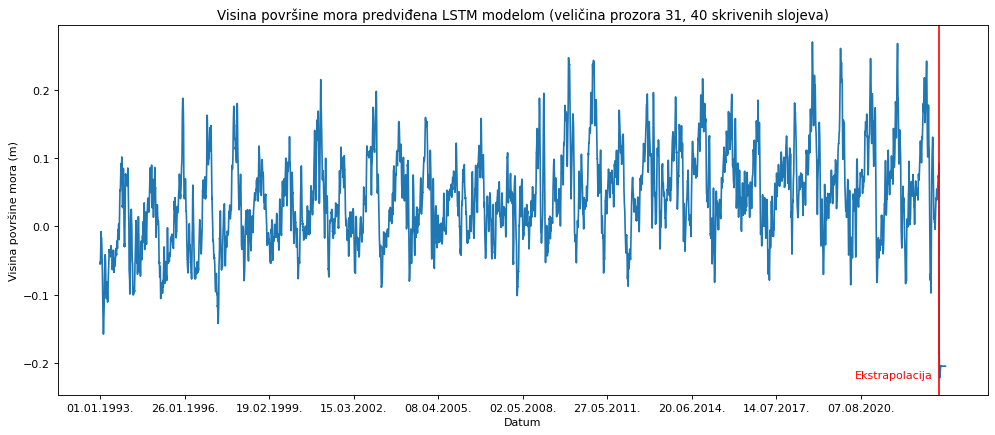 Visina površine mora predviđena LSTM modelom (veličina prozora 31, 40 skrivenih slojeva)
Visina površine mora (m)
0.2
0.1
0.0
−0.1
−0.2
Ekstrapolacija
01.01.1993. 26.01.1996. 19.02.1999. 15.03.2002. 08.04.2005. 02.05.2008. 27.05.2011. 20.06.2014. 14.07.2017. 07.08.2020.
Datum